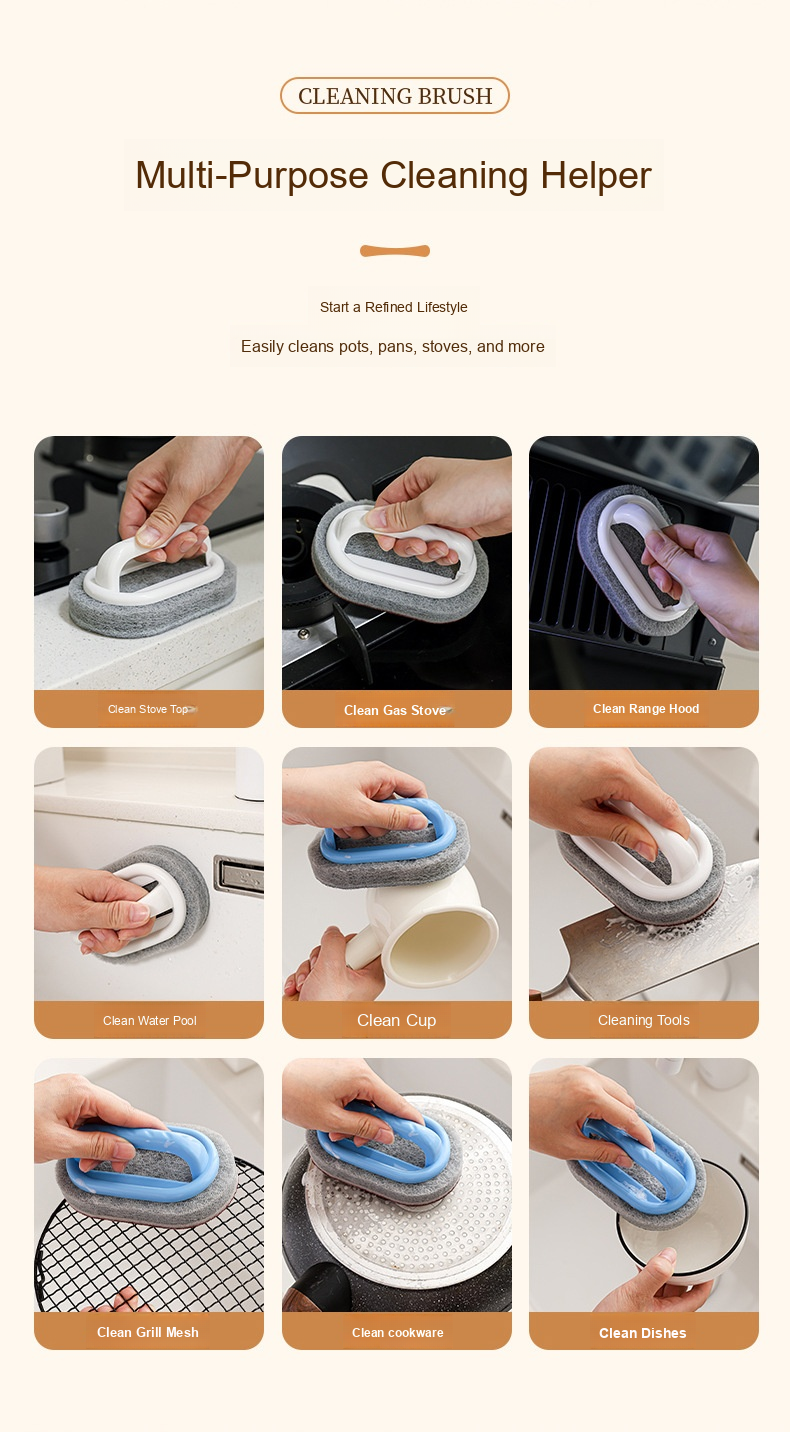 CLEANING BRUSH
Multi-Purpose Cleaning Helper
Start a Refined Lifestyle
Easily cleans pots, pans, stoves, and more
Clean Stove Top
Clean Gas Stove
Clean Range Hood
Clean Water Pool
Clean Cup
Cleaning Tools
Clean Grill Mesh
Clean cookware
Clean Dishes